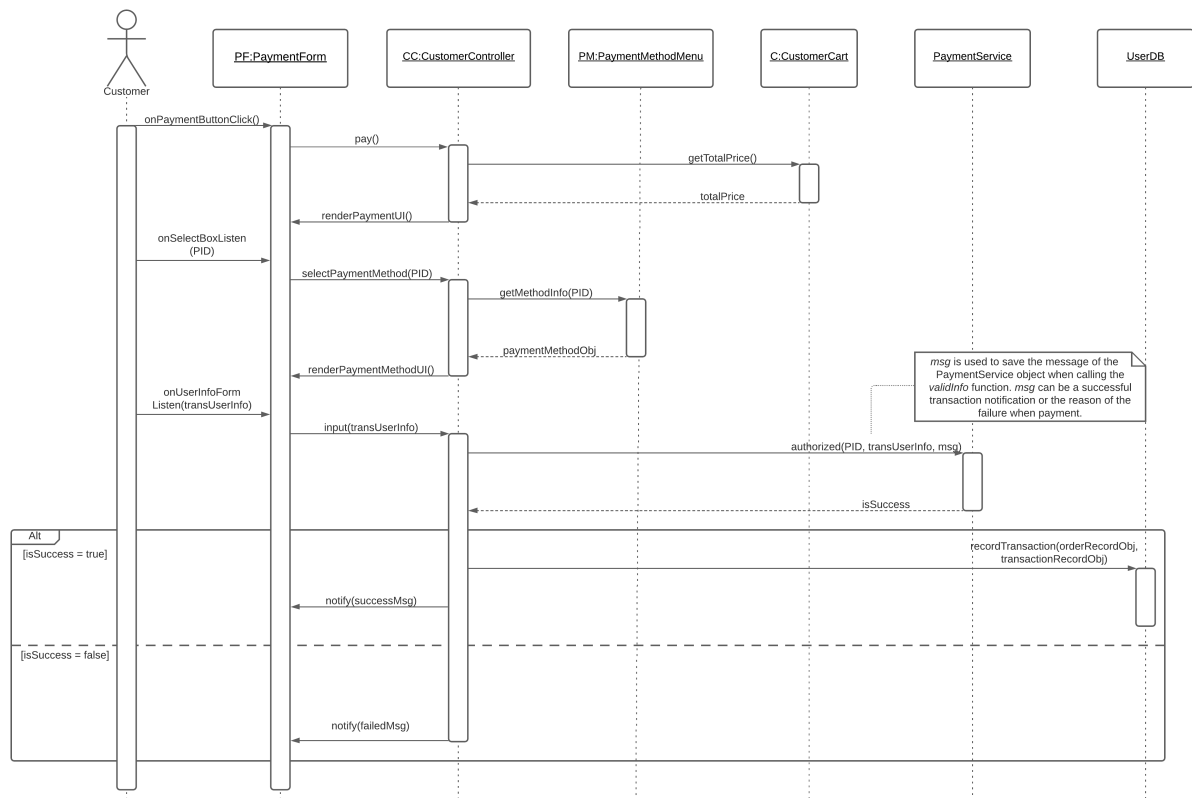 Customer
PF:PaymentForm
CC:CustomerController
PM:PaymentMethodMenu
C:CustomerCart
PaymentService
UserDB
onPaymentButtonClick()
pay()
getTotalPrice()
totalPrice
renderPaymentUI()
onSelectBoxListen
(PID)
selectPaymentMethod(PID)
getMethodInfo(PID)
paymentMethodObj
renderPaymentMethodUI()
msg is used to save the message of the
PaymentService object when calling the
validInfo function. msg can be a successful
transaction notification or the reason of the
failure when payment.
onUserInfoForm
Listen(transUserInfo)
input(transUserInfo)
authorized(PID, transUserInfo, msg)
isSuccess
Alt
[isSuccess = true]
recordTransaction(orderRecordObj,
transactionRecordObj)
notify(successMsg)
[isSuccess = false]
notify(failedMsg)